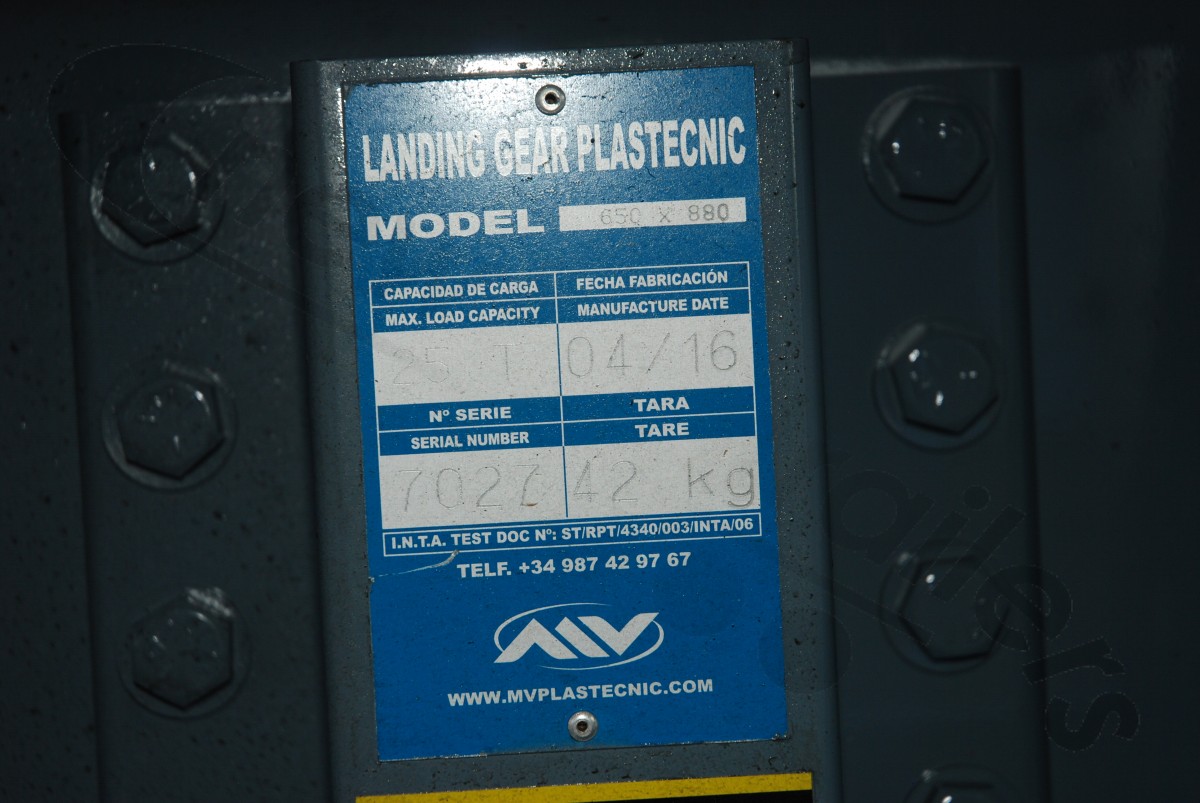 LANDING GEAR PLASTECNIC
MODEL 650 X 880
CAPACIDAD DE CARGA FECHA FABRICACIÓN
MAX. LOAD CAPACITY MANUFACTURE DATE
25 T 04/16
Nº SERIE TARA
SERIAL NUMBER TARE
42 kg
I.N.T.A. TEST DOC Nº: ST/RPT/4340/003/INTA/06
TELF. +34 987 42 97 67
MV
WWW.MVPLASTECNIC.COM